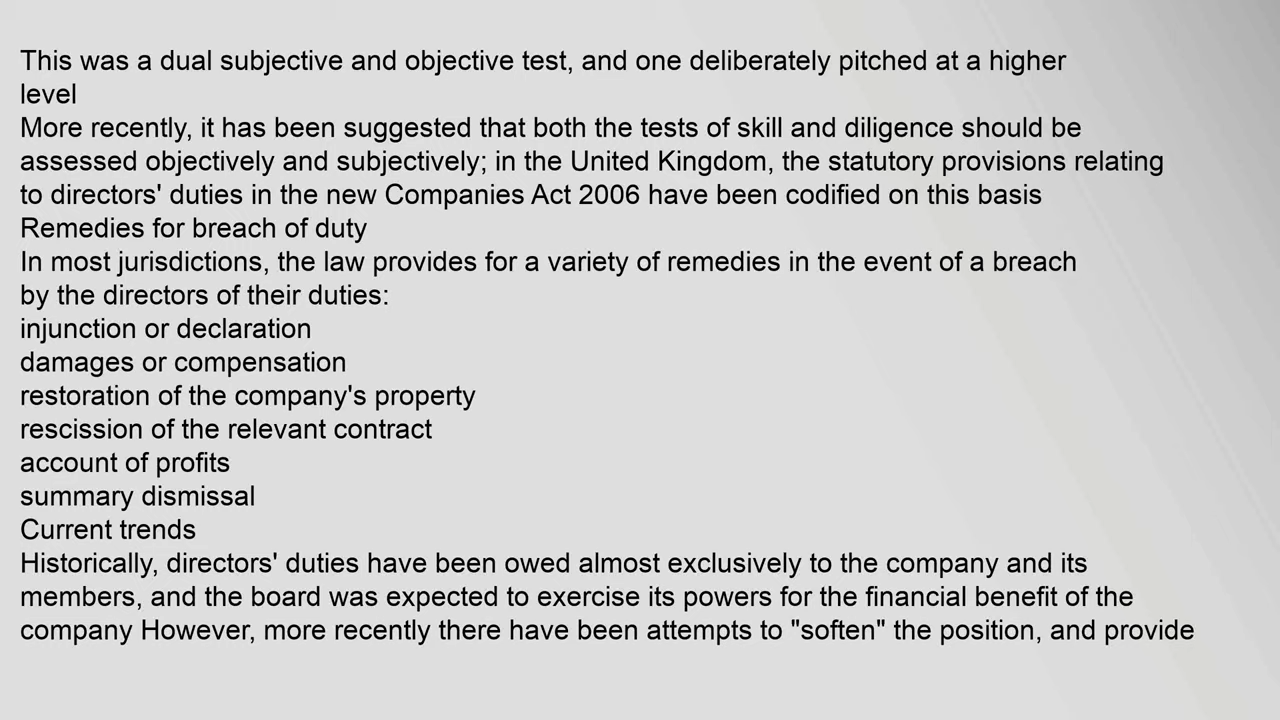 This was a dual subjective and objective test, and one deliberately pitched at a higher
level
More recently, it has been suggested that both the tests of skill and diligence should be
assessed objectively and subjectively; in the United Kingdom, the statutory provisions relating
to directors' duties in the new Companies Act 2006 have been codified on this basis
Remedies for breach of duty
In most jurisdictions, the law provides for a variety of remedies in the event of a breach
by the directors of their duties:
injunction or declaration
damages or compensation
restoration of the company's property
rescission of the relevant contract
account of profits
summary dismissal
Current trends
Historically, directors' duties have been owed almost exclusively to the company and its
members, and the board was expected to exercise its powers for the financial benefit of the
company However, more recently there have been attempts to "soften" the position, and provide